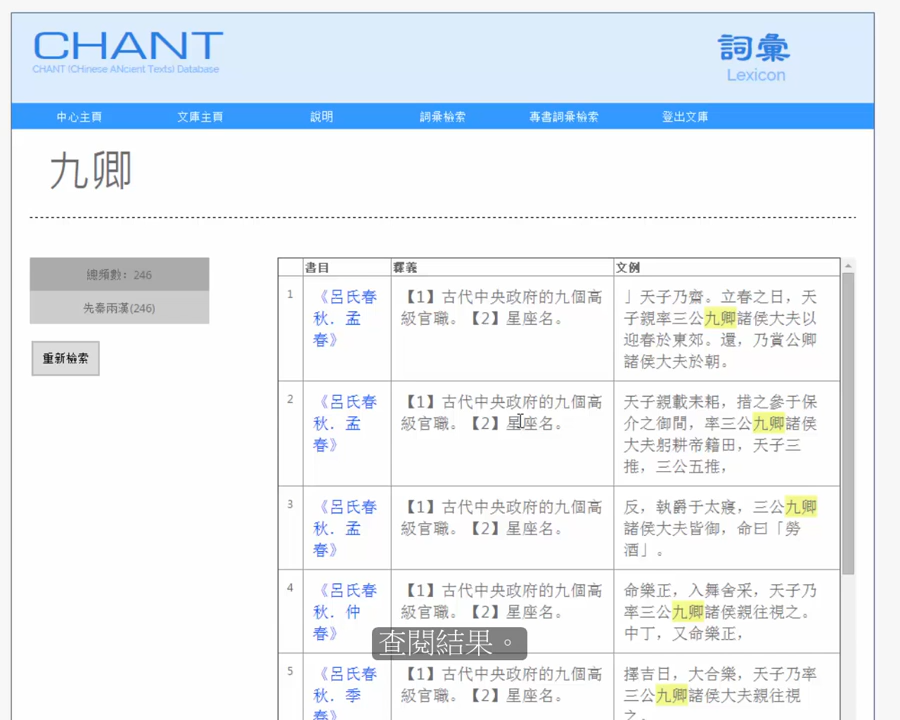 CHANT
CHANT (CHinese ANcient Texts) Database
詞彙
Lexicon
中心主頁 文庫主頁 說明 詞彙檢索 專書詞彙檢索 登出文庫
九卿
總頻數: 246
先秦兩漢(246)
重新檢索
書目 釋義 文例
1
《呂氏春
秋．孟
春》
【1】古代中央政府的九個高
級官職。【2】星座名。
」天子乃齋。立春之日，天
子親率三公九卿諸侯大夫以
迎春於東郊。還，乃賞公卿
諸侯大夫於朝。
2
《呂氏春
秋．孟
春》
【1】古代中央政府的九個高
級官職。【2】星座名。
天子親載耒耜，措之參于保
介之御間，率三公九卿諸侯
大夫躬耕帝籍田，天子三
推，三公五推，
3
《呂氏春
秋．孟
春》
【1】古代中央政府的九個高
級官職。【2】星座名。
反，執爵于太寢，三公九卿
諸侯大夫皆御，命曰「勞
酒」。
4
《呂氏春
秋．仲
春》
【1】古代中央政府的九個高
級官職。【2】星座名。
命樂正，入舞舍采，天子乃
率三公九卿諸侯親往視之。
中丁，又命樂正，
5
《呂氏春
秋．季
春》
【1】古代中央政府的九個高
級官職。【2】星座名。
擇吉日，大合樂，天子乃率
三公九卿諸侯大夫親往視
之。
查閱結果。